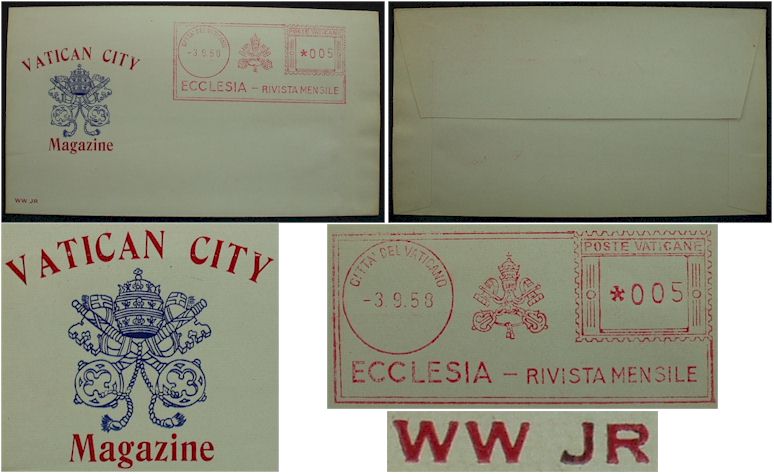 VATICAN CITY
Magazine
WW JR
CITTA' DEL VATICANO
-3.9.58
POSTE VATICANE
*005
ECCLESIA - RIVISTA MENSILE
VATICAN CITY
Magazine
CITTA' DEL VATICANO
-3.9.58
POSTE VATICANE
*005
ECCLESIA - RIVISTA MENSILE
WW JR